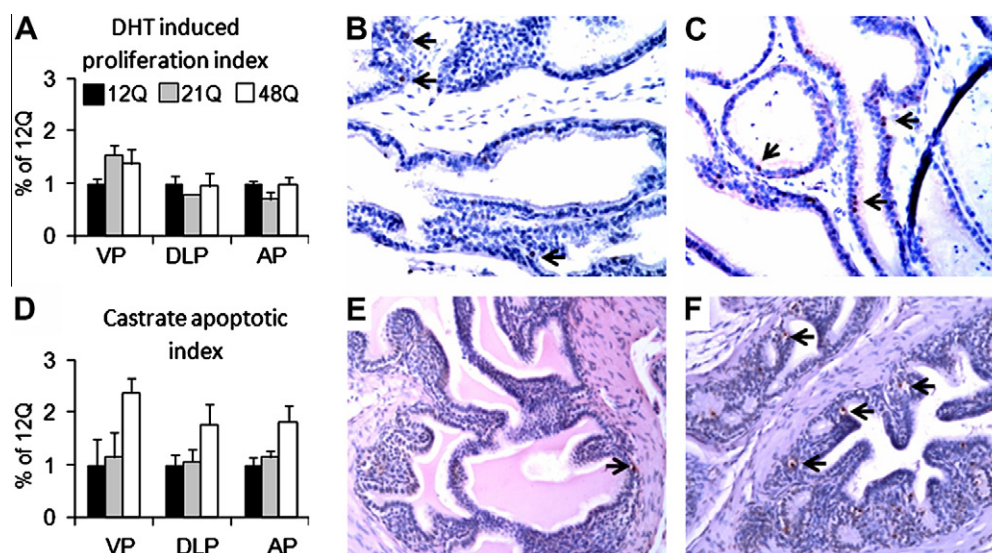 A
DHT induced
proliferation index
3
2
1
0
% of 12Q
12Q 21Q 48Q
VP DLP AP
B
C
D
Castrate apoptotic
index
3
2
1
0
% of 12Q
VP DLP AP
E
F